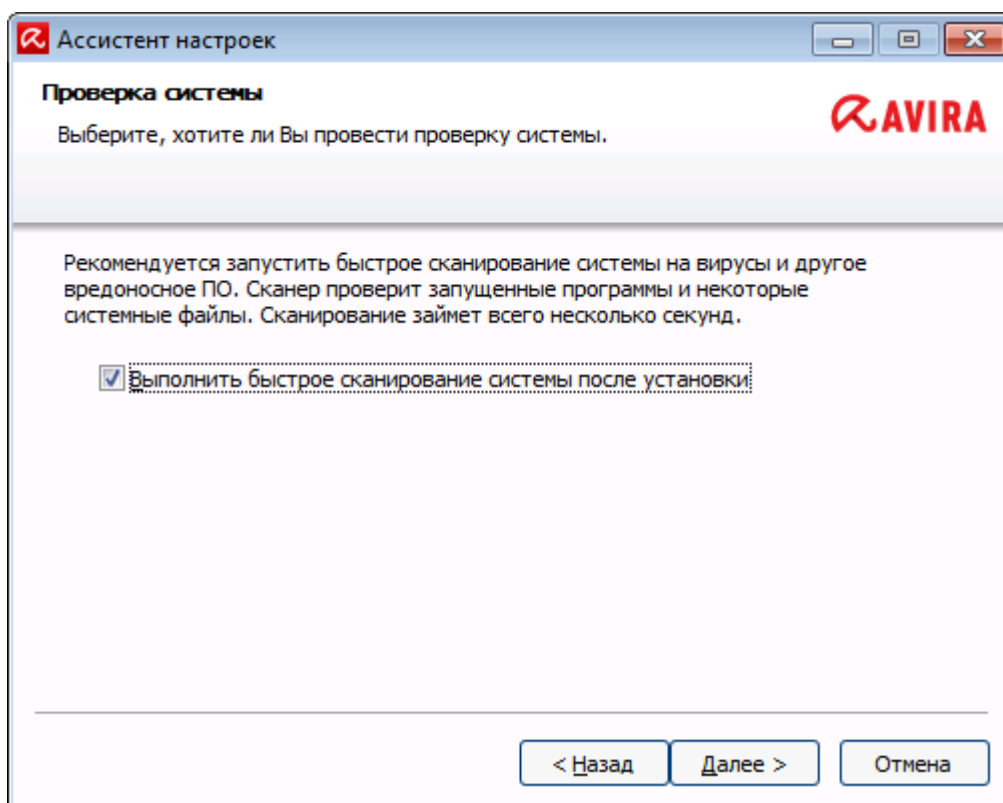 Ассистент настроек
Проверка системы
Выберите, хотите ли Вы провести проверку системы.
AVIRA
Рекомендуется запустить быстрое сканирование системы на вирусы и другое
вредоносное ПО. Сканер проверит запущенные программы и некоторые
системные файлы. Сканирование займет всего несколько секунд.
Выполнить быстрое сканирование системы после установки
< Назад
Далее >
Отмена